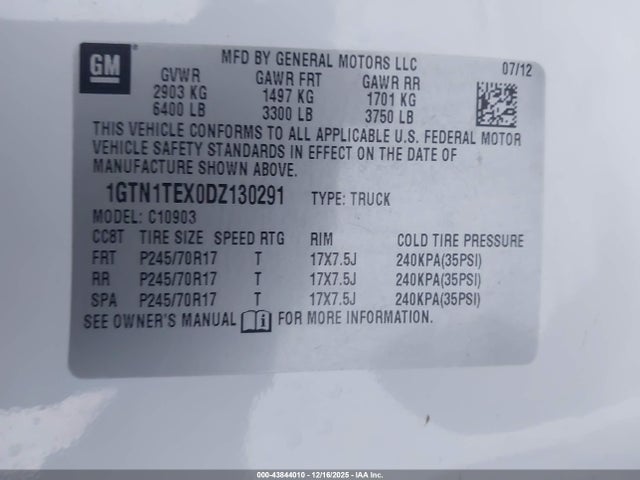 GM
MFD BY GENERAL MOTORS LLC
07/12
GVWR GAWR FRT GAWR RR
2903 KG 1497 KG 1701 KG
6400 LB 3300 LB 3750 LB
THIS VEHICLE CONFORMS TO ALL APPLICABLE U.S. FEDERAL MOTOR
VEHICLE SAFETY STANDARDS IN EFFECT ON THE DATE OF
MANUFACTURE SHOWN ABOVE.
1GTN1TEX0DZ130291 TYPE: TRUCK
MODEL: C10903
CC8T TIRE SIZE SPEED RTG RIM COLD TIRE PRESSURE
FRT P245/70R17 T 17X7.5J 240KPA(35PSI)
RR P245/70R17 T 17X7.5J 240KPA(35PSI)
SPA P245/70R17 T 17X7.5J 240KPA(35PSI)
SEE OWNER'S MANUAL FOR MORE INFORMATION.
000-43844010 - 12/16/2025 - IAA Inc.